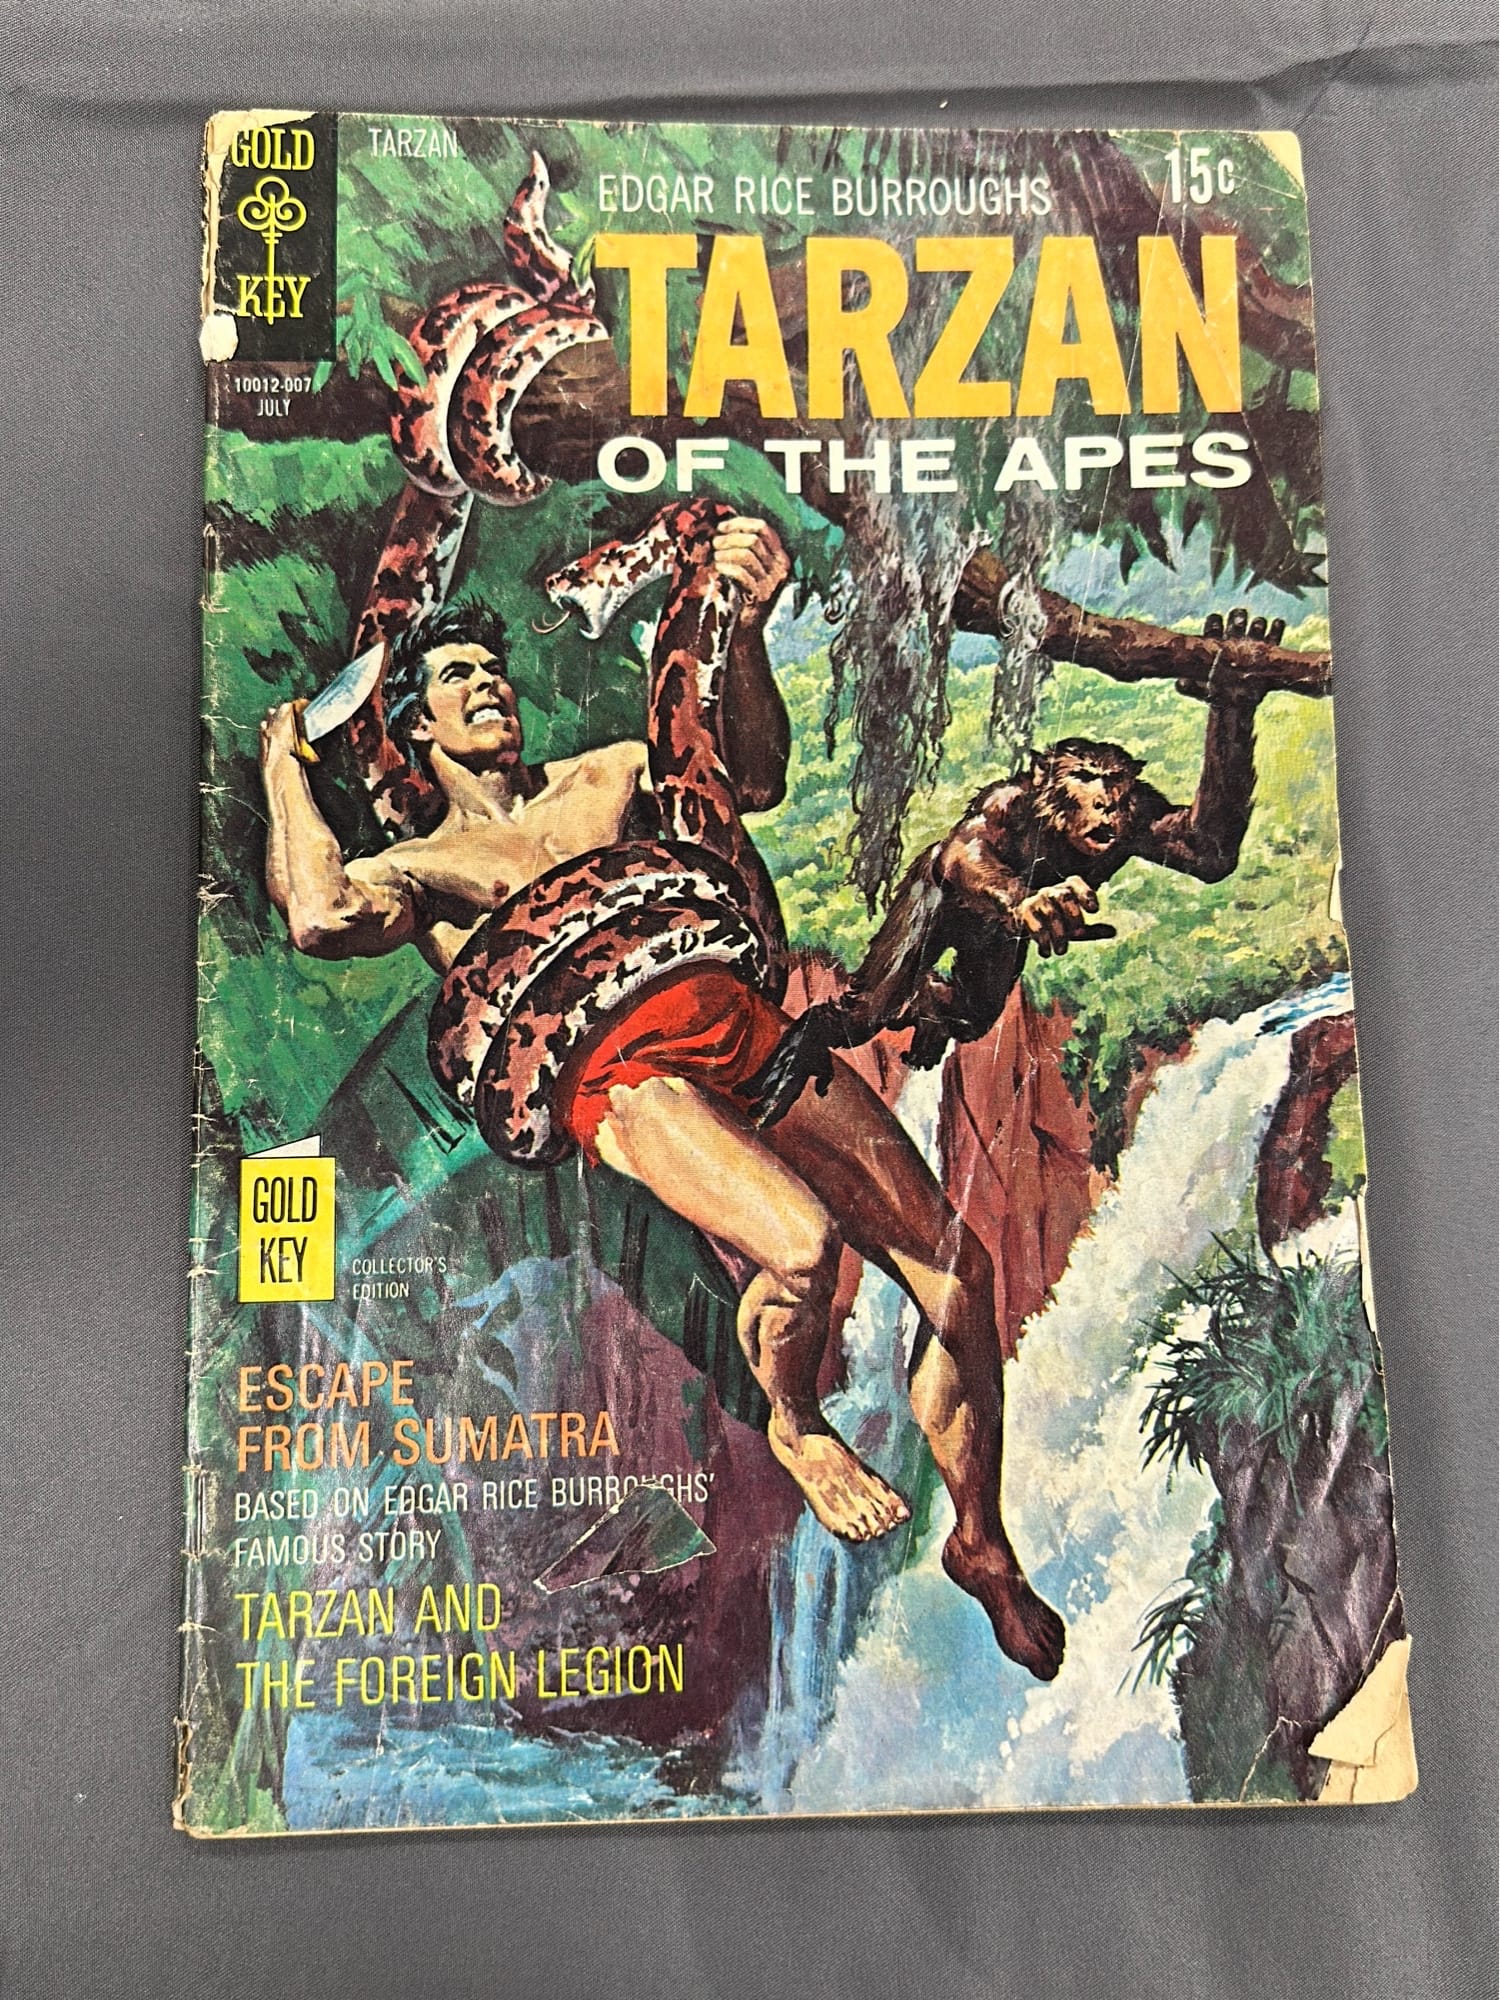 GOLD
KEY
TARZAN
15¢
EDGAR RICE BURROUGHS
TARZAN
OF THE APES
10012-007
JULY
GOLD
KEY
COLLECTOR'S
EDITION
ESCAPE
FROM SUMATRA
BASED ON EDGAR RICE BURROUGHS'
FAMOUS STORY
TARZAN AND
THE FOREIGN LEGION